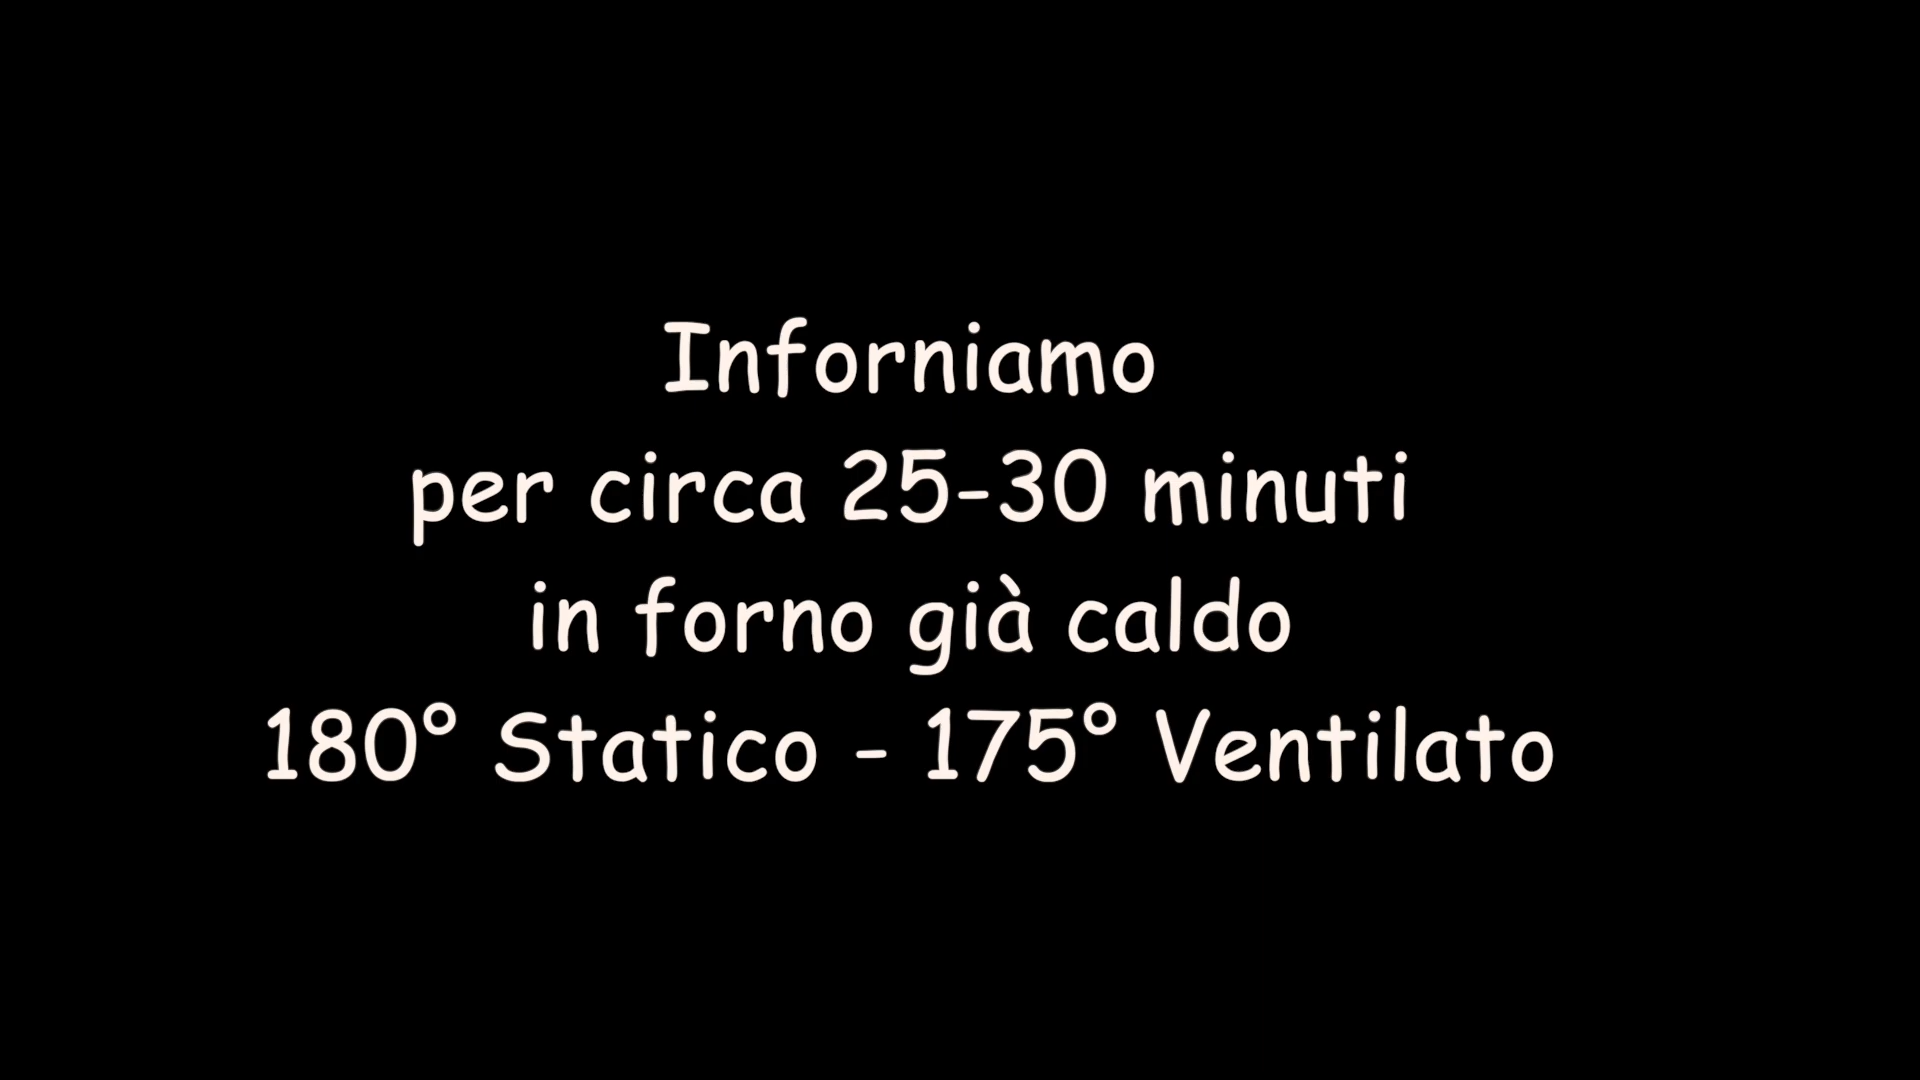 Inforniamo
per circa 25-30 minuti
in forno già caldo
180° Statico - 175° Ventilato